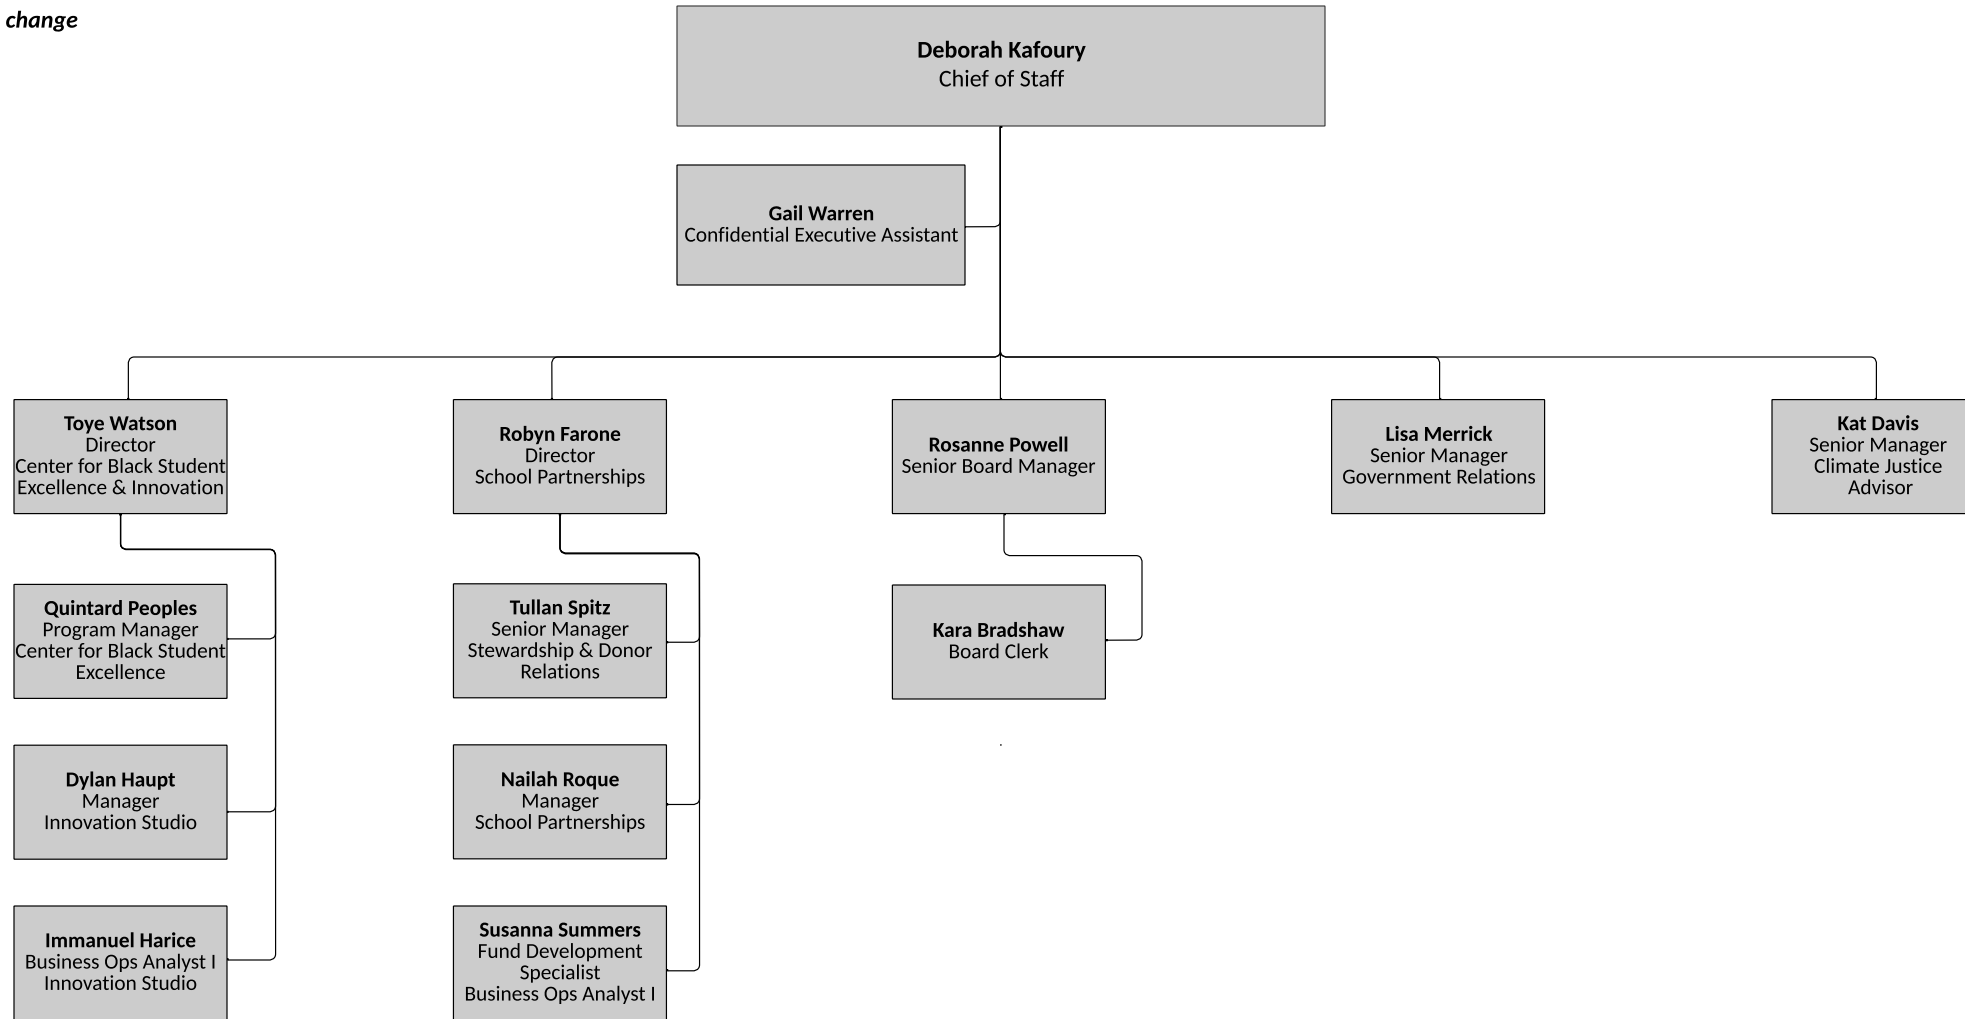 change
Deborah Kafoury
Chief of Staff
Gail Warren
Confidential Executive Assistant
Toye Watson
Director
Center for Black Student
Excellence & Innovation
Robyn Farone
Director
School Partnerships
Rosanne Powell
Senior Board Manager
Lisa Merrick
Senior Manager
Government Relations
Kat Davis
Senior Manager
Climate Justice
Advisor
Quintard Peoples
Program Manager
Center for Black Student
Excellence
Tullan Spitz
Senior Manager
Stewardship & Donor
Relations
Kara Bradshaw
Board Clerk
Dylan Haupt
Manager
Innovation Studio
Nailah Roque
Manager
School Partnerships
Immanuel Harice
Business Ops Analyst I
Innovation Studio
Susanna Summers
Fund Development
Specialist
Business Ops Analyst I